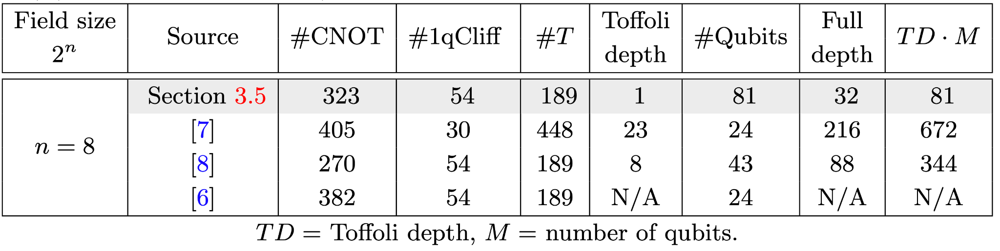 Field size 2^n | Source | #CNOT | #1qCliff | #T | Toffoli depth | #Qubits | Full depth | TD · M
n = 8 | Section 3.5 | 323 | 54 | 189 | 1 | 81 | 32 | 81
[7] | 405 | 30 | 448 | 23 | 24 | 216 | 672
[8] | 270 | 54 | 189 | 8 | 43 | 88 | 344
[6] | 382 | 54 | 189 | N/A | 24 | N/A | N/A
TD = Toffoli depth, M = number of qubits.